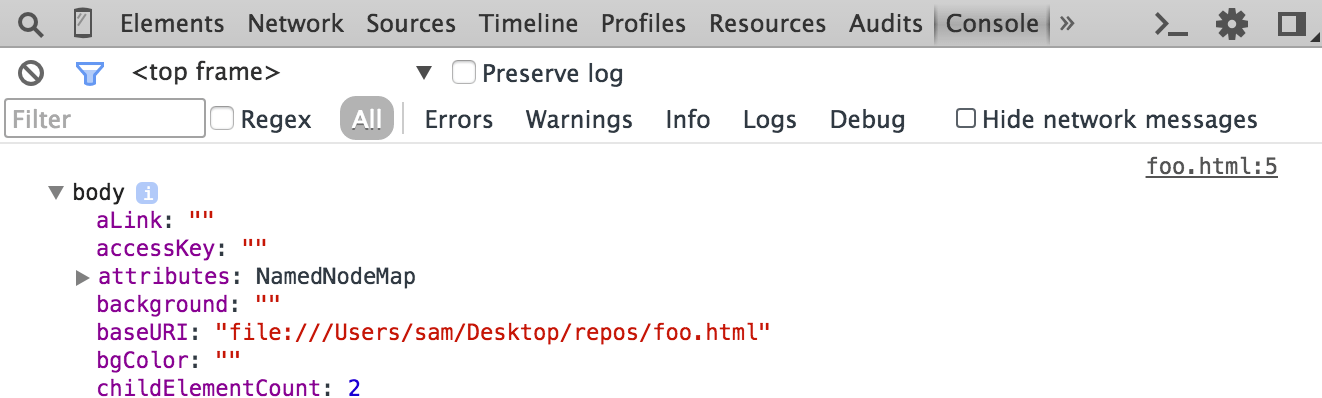 Elements Network Sources Timeline Profiles Resources Audits Console »
<top frame> Preserve log
Filter Regex All Errors Warnings Info Logs Debug Hide network messages
foo.html:5
body i
aLink: ""
accessKey: ""
attributes: NamedNodeMap
background: ""
baseURI: "file:///Users/sam/Desktop/repos/foo.html"
bgColor: ""
childElementCount: 2